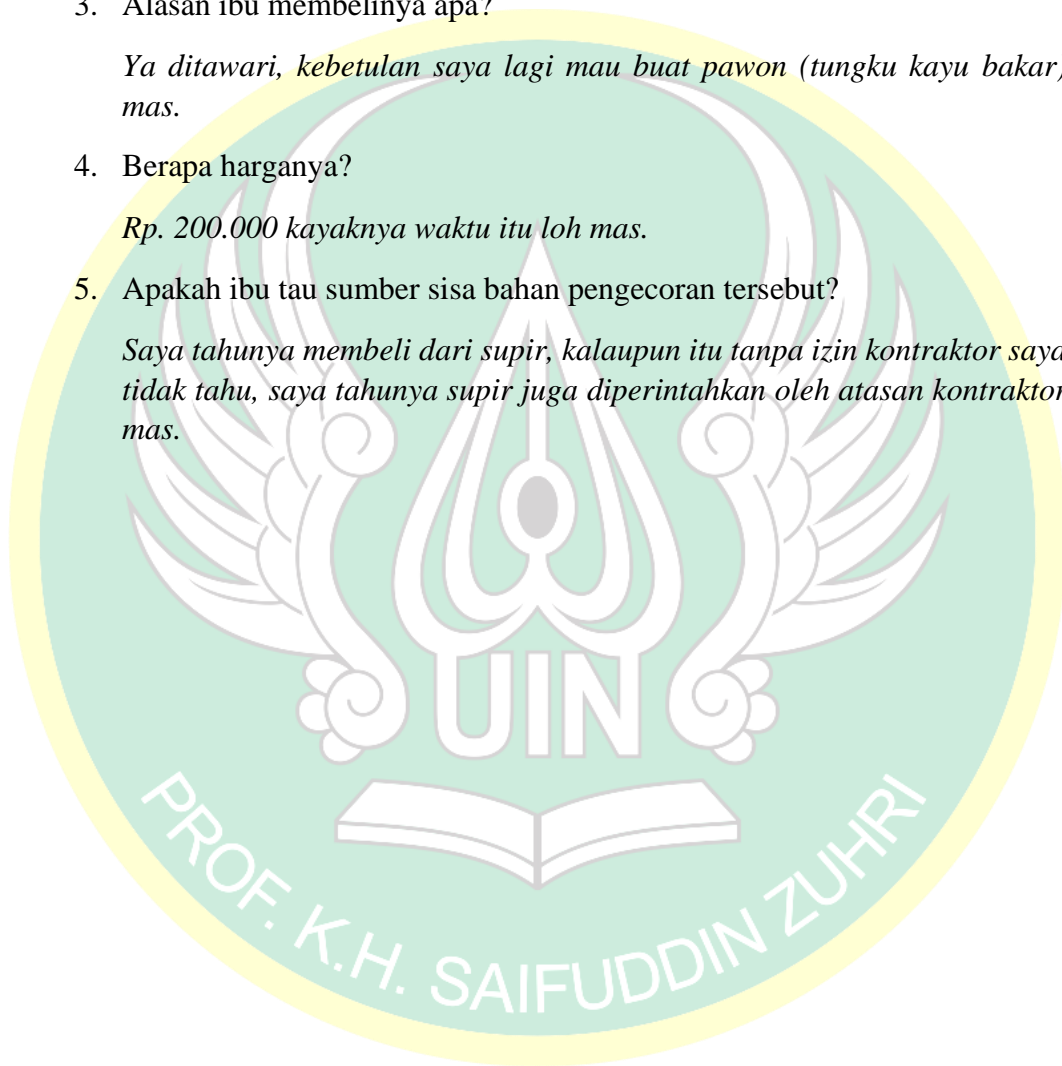 3. Alasan ibu membelinya apa?
Ya ditawari, kebetulan saya lagi mau buat pawon (tungku kayu bakar)
mas.
4. Berapa harganya?
Rp. 200.000 kayaknya waktu itu loh mas.
5. Apakah ibu tau sumber sisa bahan pengecoran tersebut?
Saya tahunya membeli dari supir, kalaupun itu tanpa izin kontraktor saya
tidak tahu, saya tahunya supir juga diperintahkan oleh atasan kontraktor
mas.
UIN
PROF. K.H. SAIFUDDIN ZUHRI